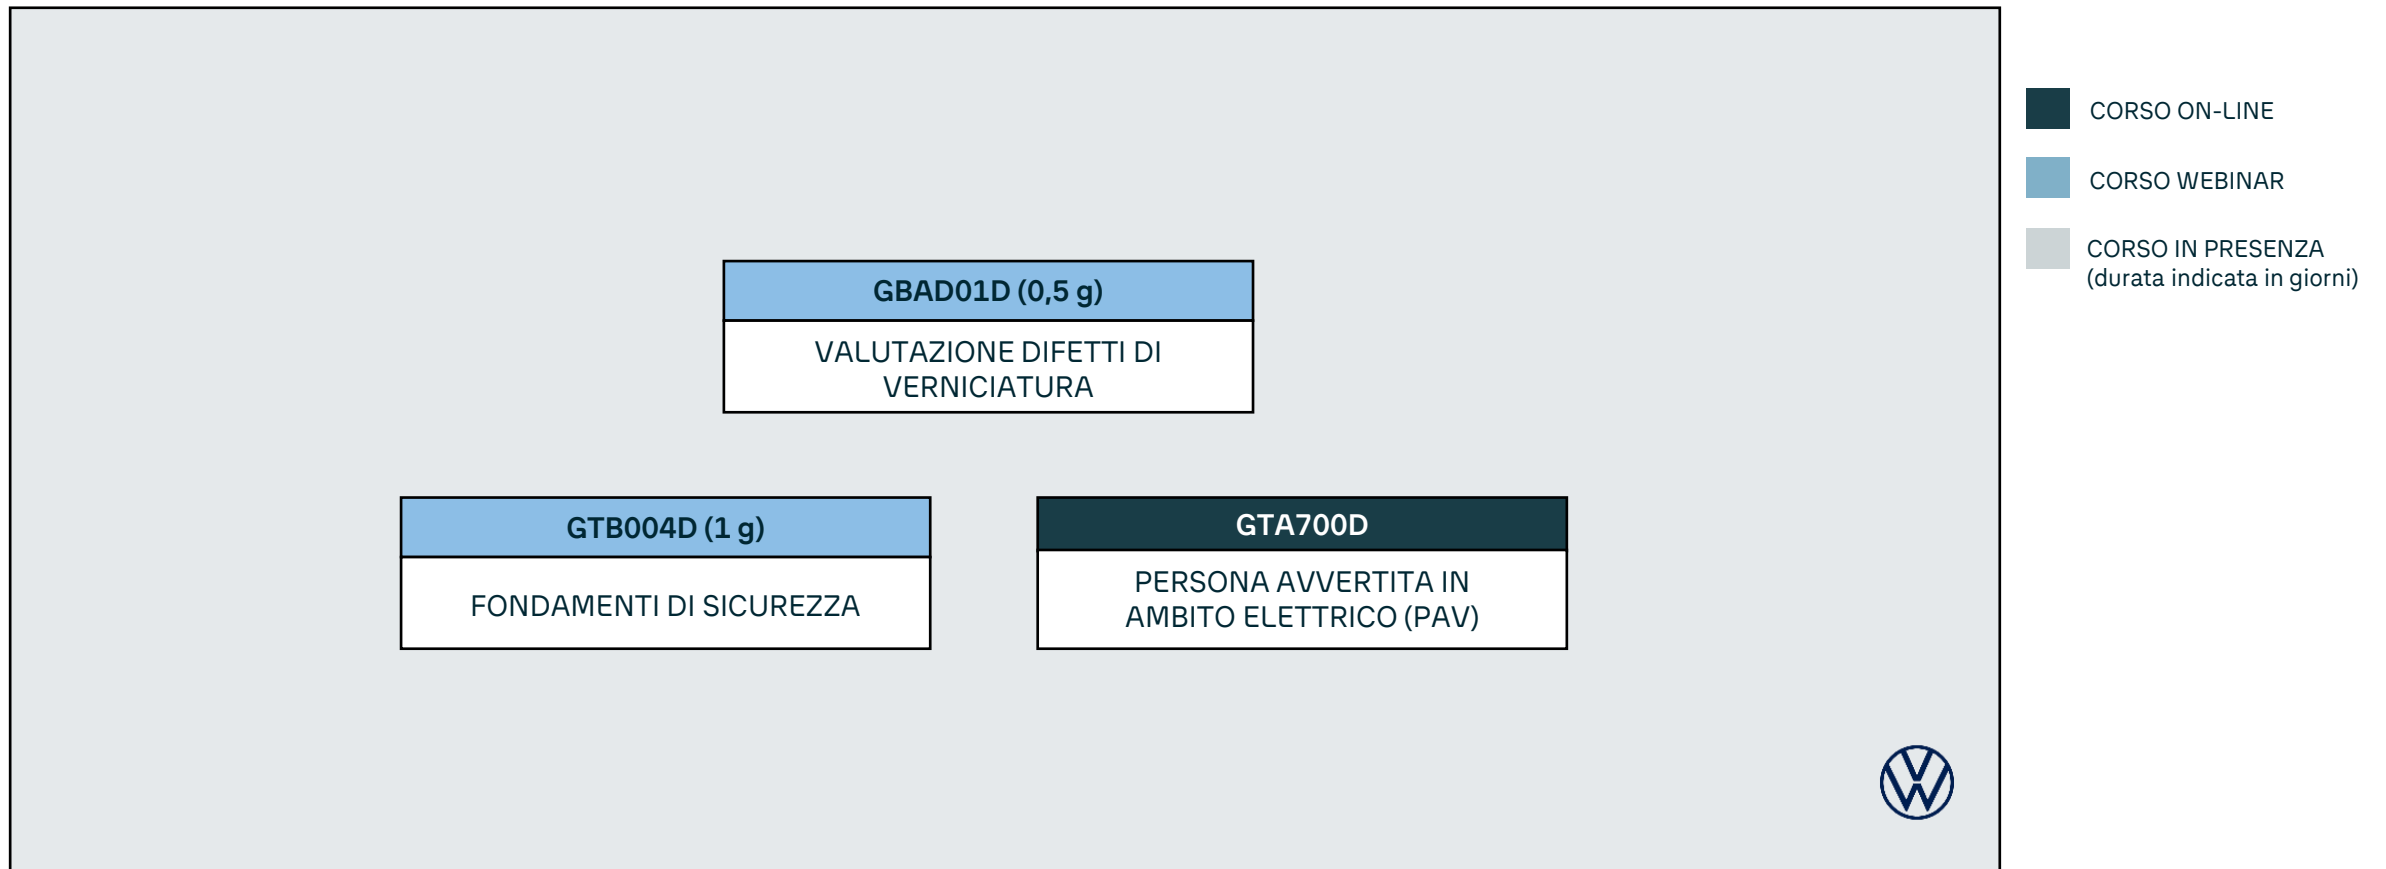 GBAD01D (0,5 g)
VALUTAZIONE DIFETTI DI
VERNICIATURA
GTB004D (1 g)
FONDAMENTI DI SICUREZZA
GTA700D
PERSONA AVVERTITA IN
AMBITO ELETTRICO (PAV)
CORSO ON-LINE
CORSO WEBINAR
CORSO IN PRESENZA
(durata indicata in giorni)